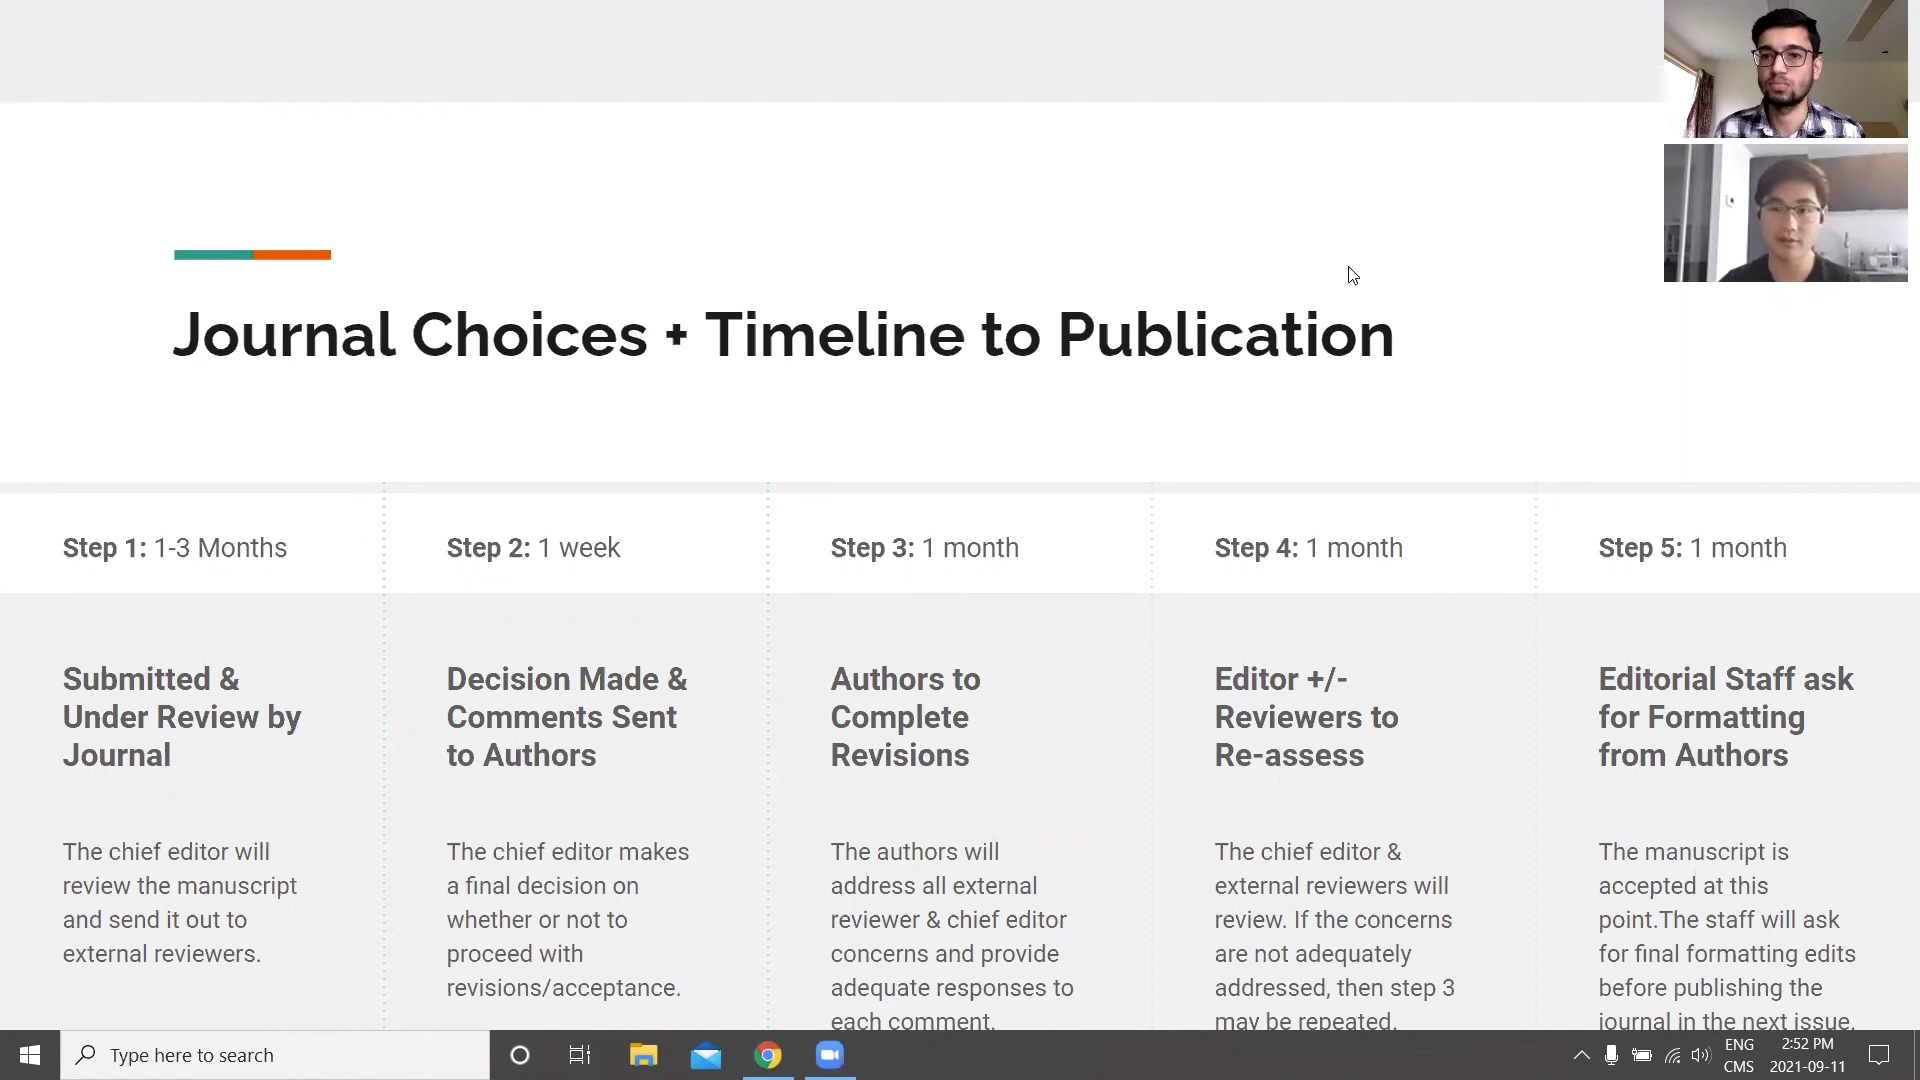 Journal Choices + Timeline to Publication
Step 1: 1-3 Months
Submitted &
Under Review by
Journal
The chief editor will
review the manuscript
and send it out to
external reviewers.
Step 2: 1 week
Decision Made &
Comments Sent
to Authors
The chief editor makes
a final decision on
whether or not to
proceed with
revisions/acceptance.
Step 3: 1 month
Authors to
Complete
Revisions
The authors will
address all external
reviewer & chief editor
concerns and provide
adequate responses to
each comment.
Step 4: 1 month
Editor +/-
Reviewers to
Re-assess
The chief editor &
external reviewers will
review. If the concerns
are not adequately
addressed, then step 3
may be repeated.
Step 5: 1 month
Editorial Staff ask
for Formatting
from Authors
The manuscript is
accepted at this
point.The staff will ask
for final formatting edits
before publishing the
journal in the next issue.
Type here to search
ENG
CMS
2:52 PM
2021-09-11